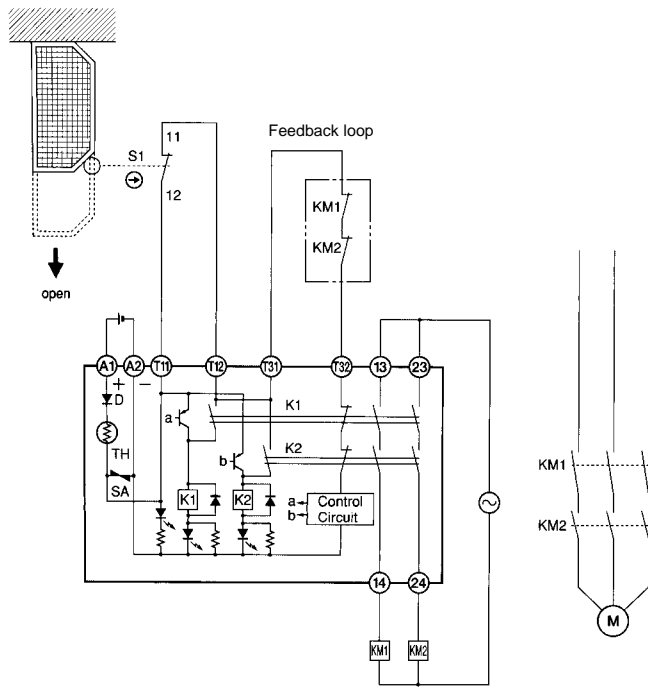 Feedback loop
11
S1
12
KM1
KM2
open
A1
A2
T11
T12
T31
T32
13
23
+
−
D
K1
a
TH
K2
b
SA
K1
K2
a
b
Control
Circuit
KM1
KM2
14
24
M
KM1
KM2